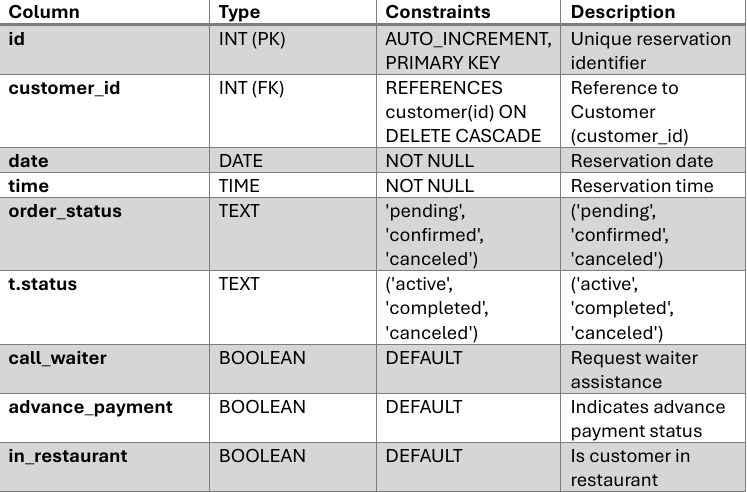 Column Type Constraints Description
id INT (PK) AUTO_INCREMENT, Unique reservation
PRIMARY KEY identifier
customer_id INT (FK) REFERENCES Reference to
customer(id) ON Customer
DELETE CASCADE (customer_id)
date DATE NOT NULL Reservation date
time TIME NOT NULL Reservation time
order_status TEXT 'pending', ('pending',
'confirmed', 'confirmed',
'canceled') 'canceled')
t.status TEXT ('active', ('active',
'completed', 'completed',
'canceled') 'canceled')
call_waiter BOOLEAN DEFAULT Request waiter
assistance
advance_payment BOOLEAN DEFAULT Indicates advance
payment status
in_restaurant BOOLEAN DEFAULT Is customer in
restaurant